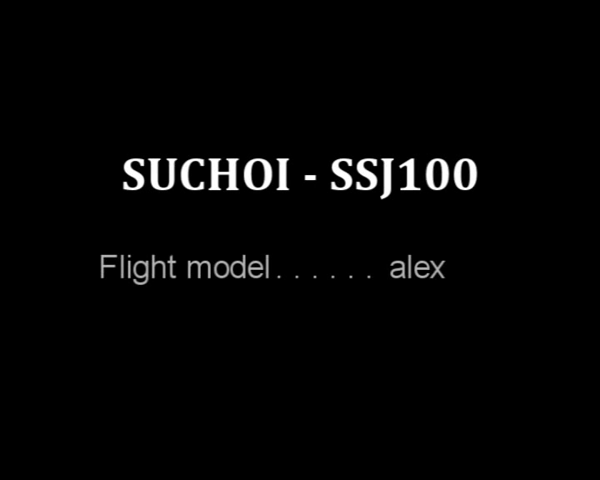 SUCHOI - SSJ100
Flight model . . . . . . alex